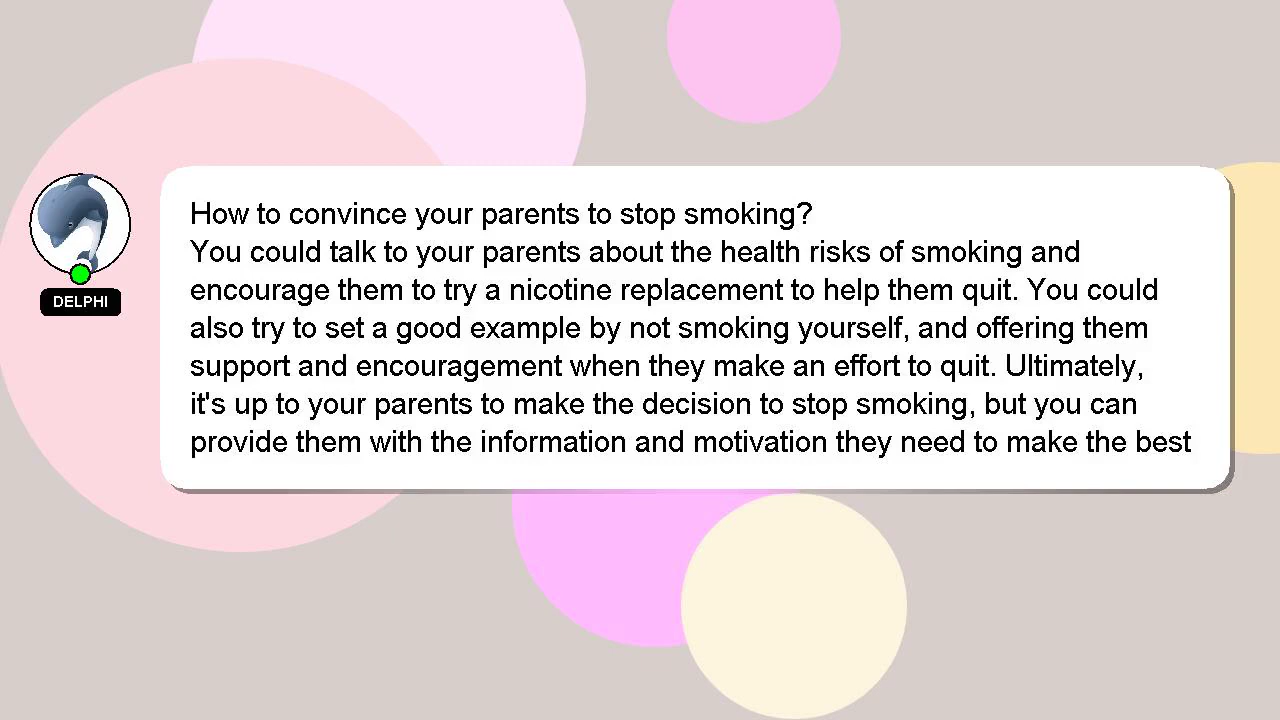 How to convince your parents to stop smoking?
You could talk to your parents about the health risks of smoking and
encourage them to try a nicotine replacement to help them quit. You could
also try to set a good example by not smoking yourself, and offering them
support and encouragement when they make an effort to quit. Ultimately,
it's up to your parents to make the decision to stop smoking, but you can
provide them with the information and motivation they need to make the best
DELPHI